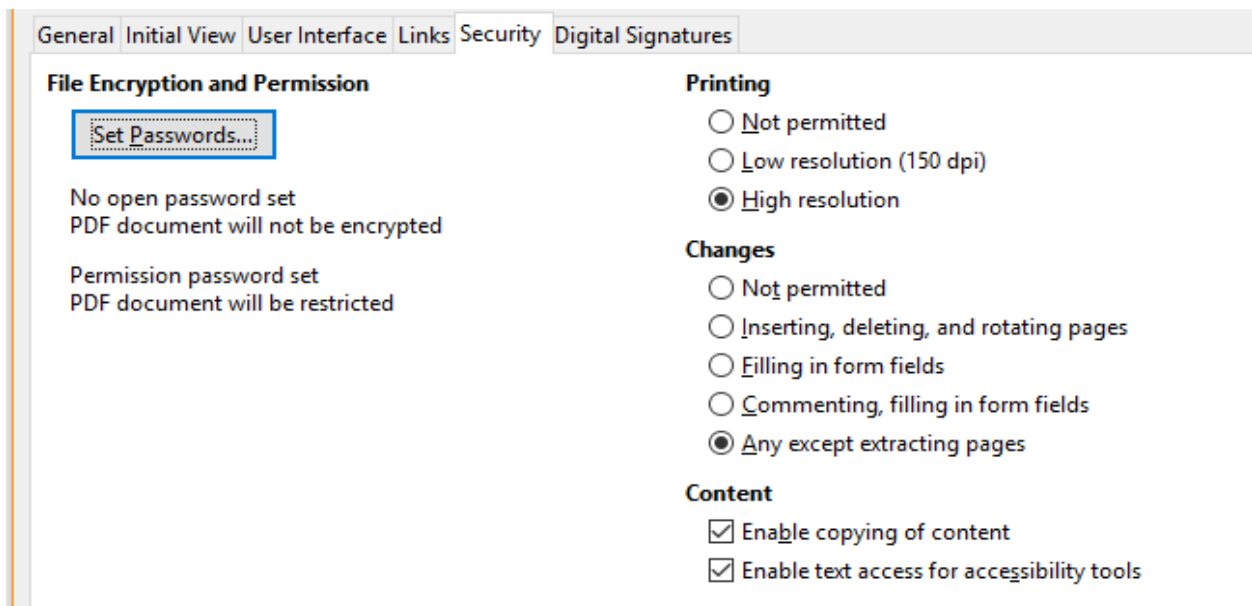 General Initial View User Interface Links Security Digital Signatures
File Encryption and Permission
Set Passwords...
No open password set
PDF document will not be encrypted
Permission password set
PDF document will be restricted
Printing
Not permitted
Low resolution (150 dpi)
High resolution
Changes
Not permitted
Inserting, deleting, and rotating pages
Filling in form fields
Commenting, filling in form fields
Any except extracting pages
Content
Enable copying of content
Enable text access for accessibility tools